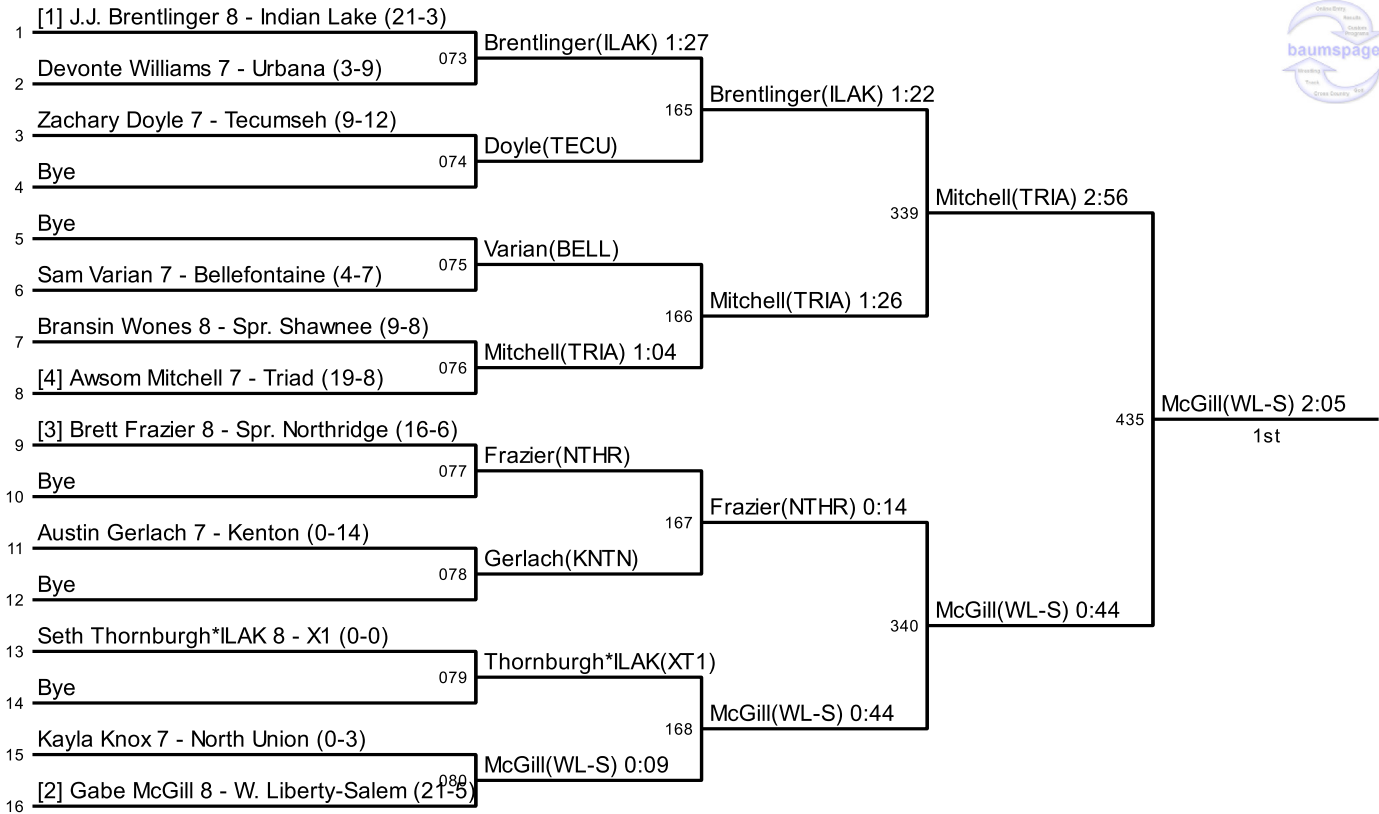 1 [1] J.J. Brentlinger 8 - Indian Lake (21-3)
2 Devonte Williams 7 - Urbana (3-9)
3 Zachary Doyle 7 - Tecumseh (9-12)
4 Bye
5 Bye
6 Sam Varian 7 - Bellefontaine (4-7)
7 Bransin Wones 8 - Spr. Shawnee (9-8)
8 [4] Awsom Mitchell 7 - Triad (19-8)
9 [3] Brett Frazier 8 - Spr. Northridge (16-6)
10 Bye
11 Austin Gerlach 7 - Kenton (0-14)
12 Bye
13 Seth Thornburgh*ILAK 8 - X1 (0-0)
14 Bye
15 Kayla Knox 7 - North Union (0-3)
16 [2] Gabe McGill 8 - W. Liberty-Salem (21-5)
073 Brentlinger(ILAK) 1:27
074 Doyle(TECU)
075 Varian(BELL)
076 Mitchell(TRIA) 1:04
077 Frazier(NTHR)
078 Gerlach(KNTN)
079 Thornburgh*ILAK(XT1)
080 McGill(WL-S) 0:09
165 Brentlinger(ILAK) 1:22
166 Mitchell(TRIA) 1:26
167 Frazier(NTHR) 0:14
168 McGill(WL-S) 0:44
339 Mitchell(TRIA) 2:56
340 McGill(WL-S) 0:44
435 McGill(WL-S) 2:05
1st
baumspage
Results
Cross Country